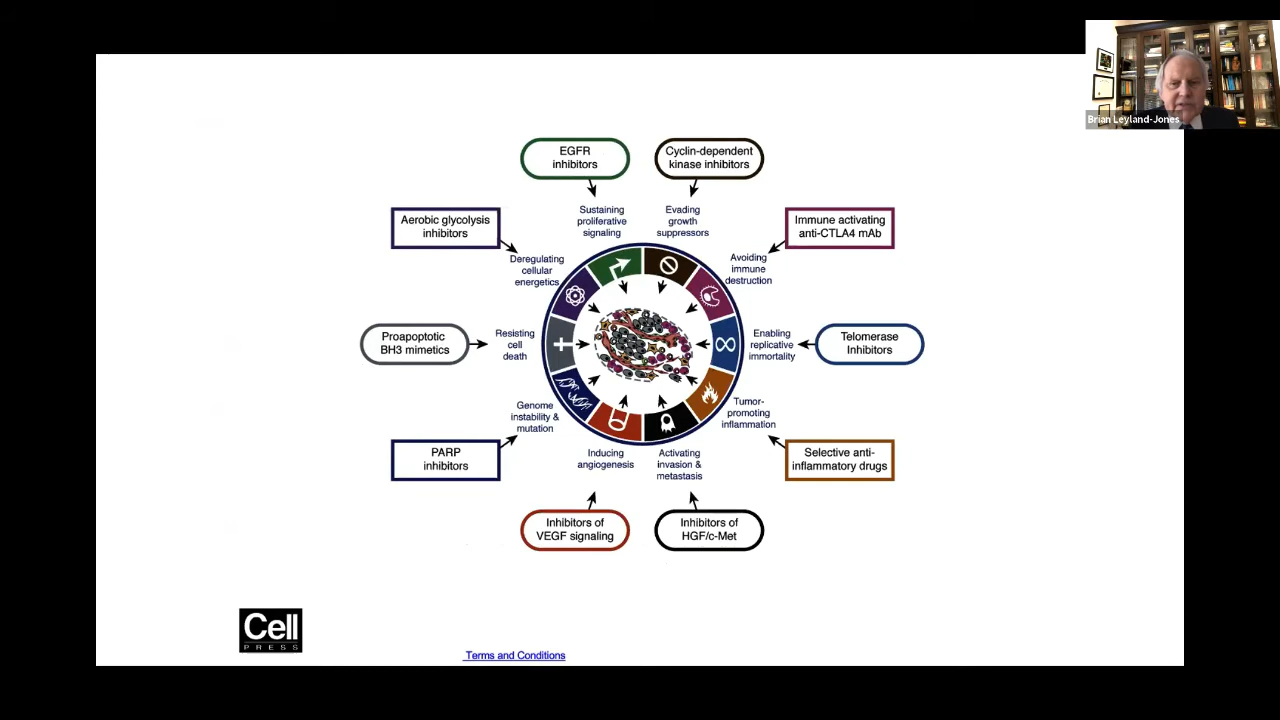 Brian Leyland-Jones
EGFR
inhibitors
Cyclin-dependent
kinase inhibitors
Sustaining
proliferative
signaling
Evading
growth
suppressors
Aerobic glycolysis
inhibitors
Immune activating
anti-CTLA4 mAb
Deregulating
cellular
energetics
Avoiding
immune
destruction
Proapoptotic
BH3 mimetics
Resisting
cell
death
Enabling
replicative
immortality
Telomerase
Inhibitors
Genome
instability &
mutation
Tumor-
promoting
inflammation
PARP
inhibitors
Inducing
angiogenesis
Activating
invasion &
metastasis
Selective anti-
inflammatory drugs
Inhibitors of
VEGF signaling
Inhibitors of
HGF/c-Met
Cell
PRESS
Terms and Conditions